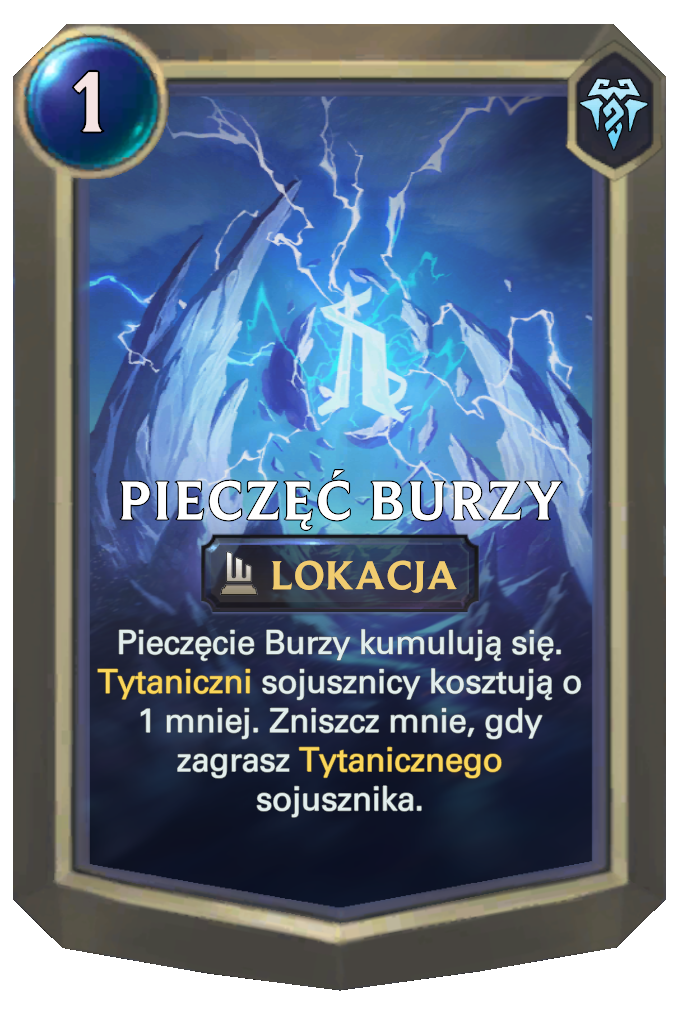 1
PIECZĘĆ BURZY
LOKACJA
Pieczęcie Burzy kumulują się.
Tytaniczni sojusznicy kosztują o
1 mniej. Zniszcz mnie, gdy
zagrasz Tytanicznego
sojusznika.